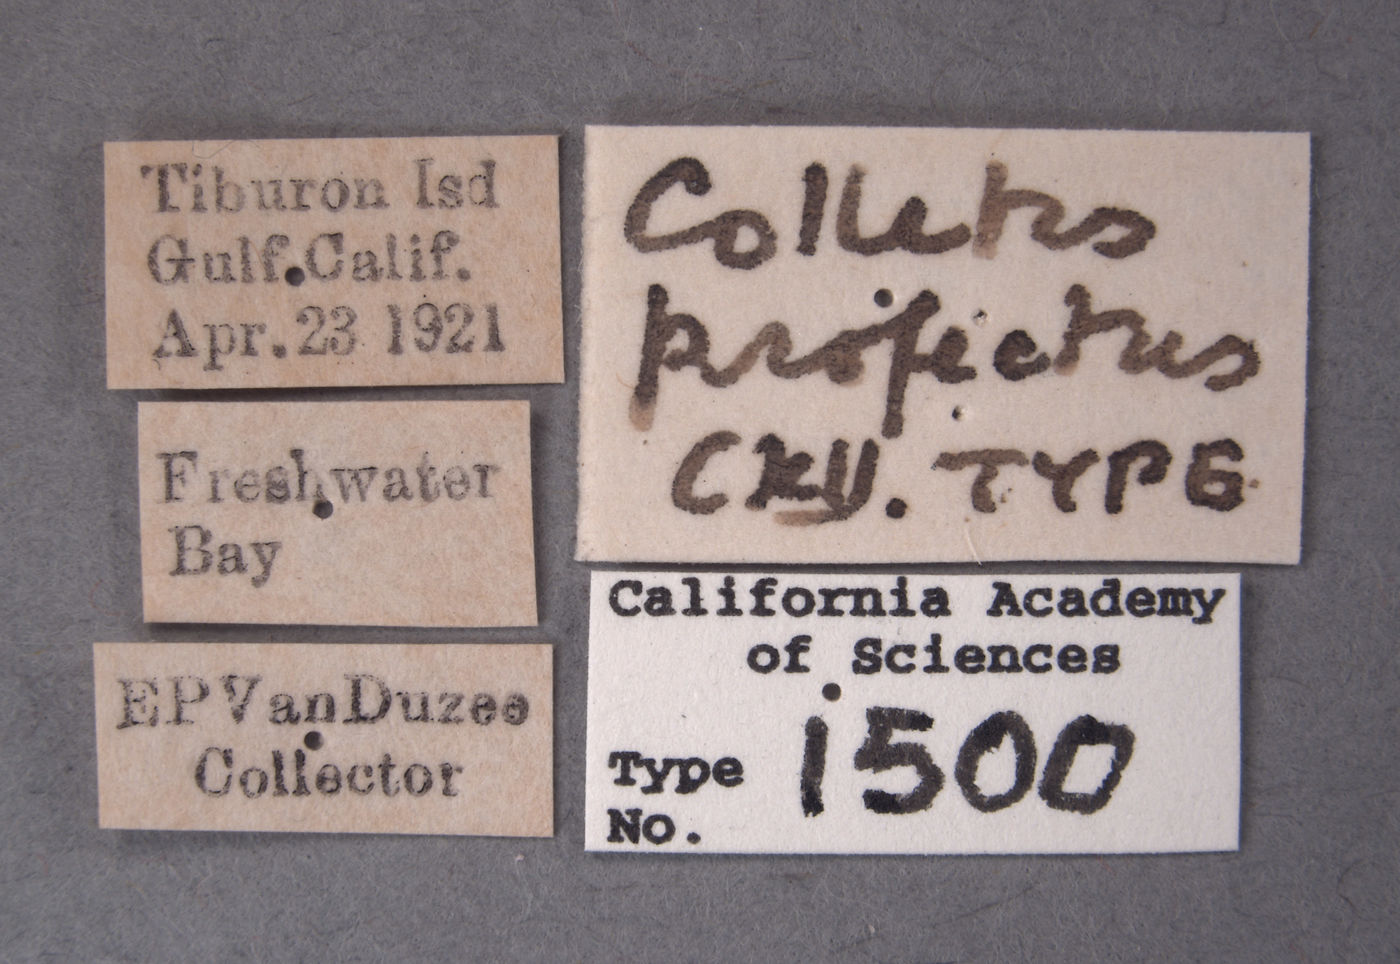 Tiburon Isd
Gulf.Calif.
Apr. 23 1921
Freshwater
Bay
EPVanDuzee
Collector
Colletes
profectus
Ckll. TYPE
California Academy
of Sciences
Type
No. 1500